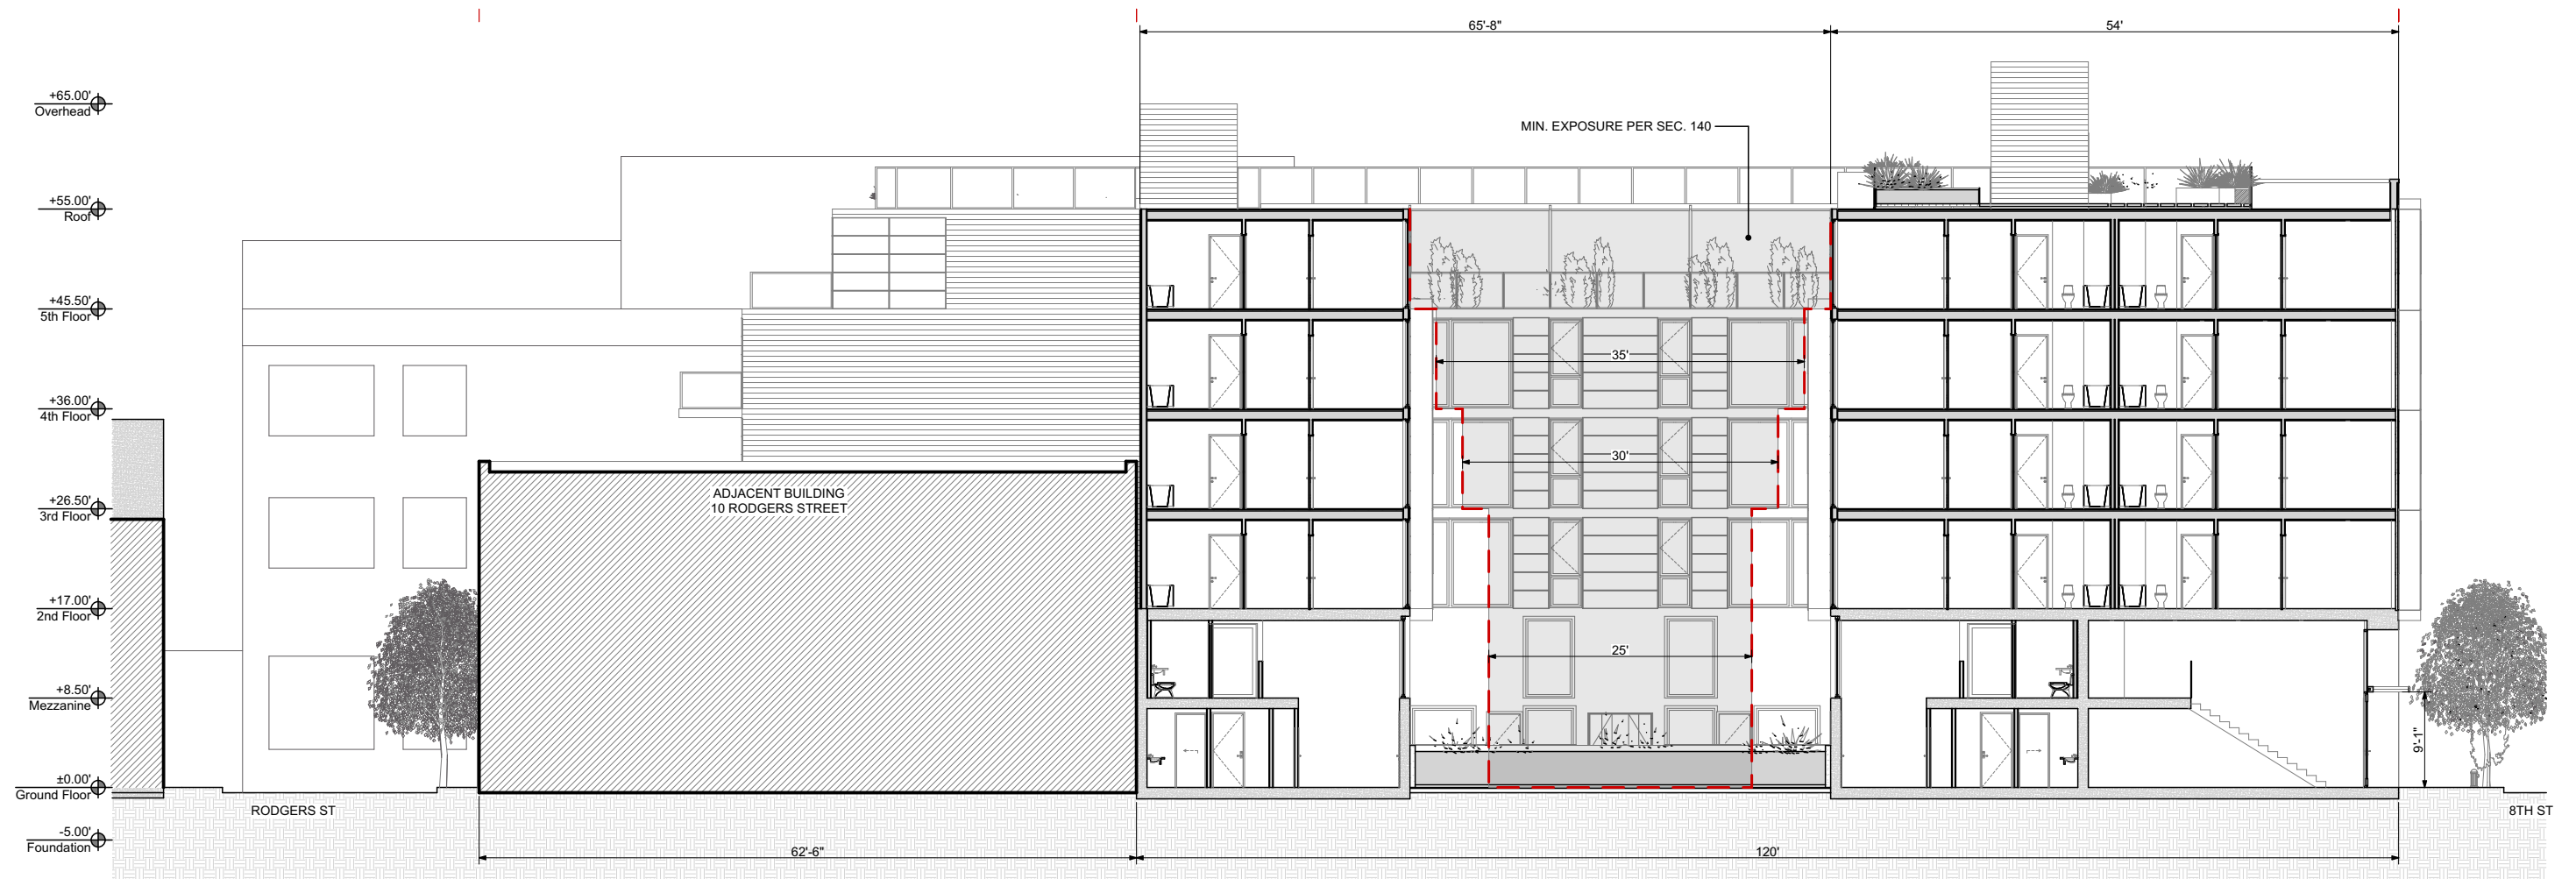 65'-8"
54'
+65.00'
Overhead
MIN. EXPOSURE PER SEC. 140
+55.00'
Roof
+45.50'
5th Floor
35'
+36.00'
4th Floor
30'
ADJACENT BUILDING
10 RODGERS STREET
+26.50'
3rd Floor
+17.00'
2nd Floor
25'
+8.50'
Mezzanine
9'-1"
±0.00'
Ground Floor
RODGERS ST
8TH ST
-5.00'
Foundation
62'-6"
120'